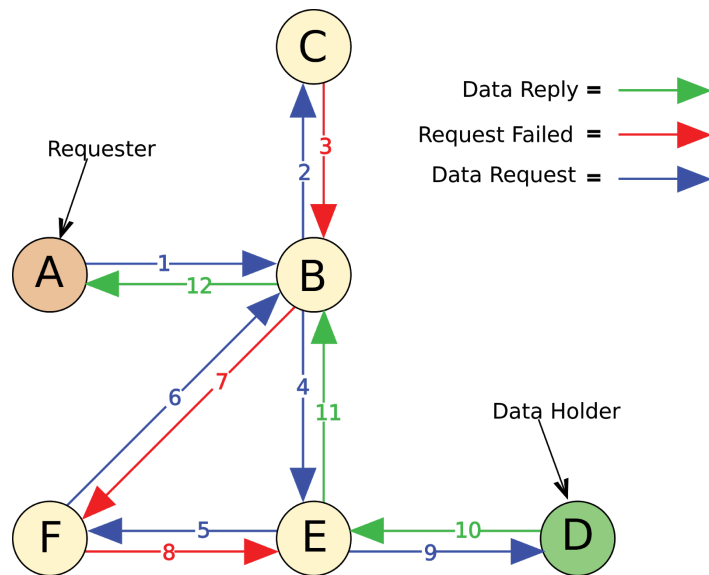 C
Data Reply =
Request Failed =
Data Request =
Requester
3
2
A
1
12
B
6
7
4
11
Data Holder
F
5
8
E
10
9
D